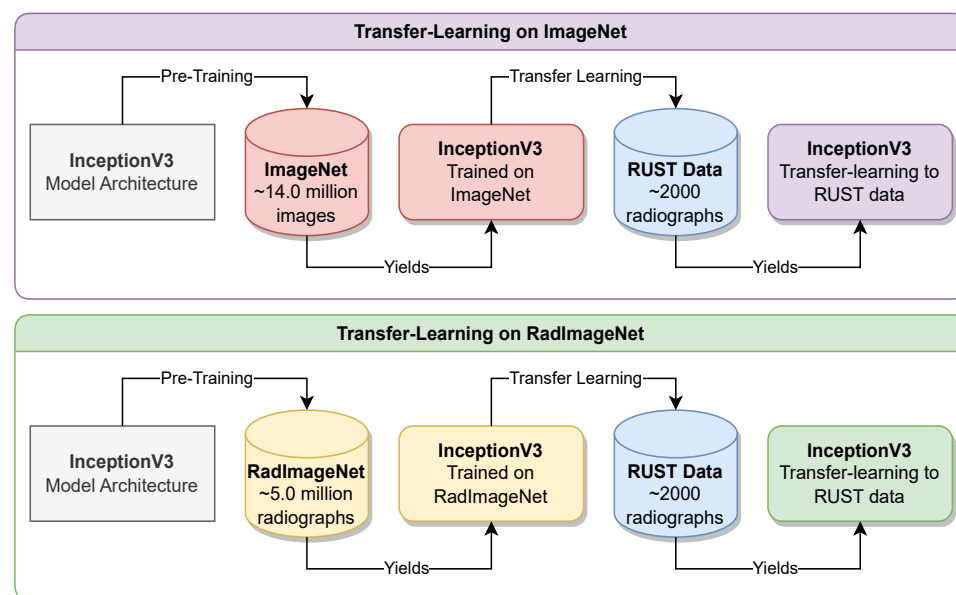 Transfer-Learning on ImageNet
Pre-Training
Transfer Learning
InceptionV3
Model Architecture
ImageNet
~14.0 million
images
InceptionV3
Trained on
ImageNet
RUST Data
~2000
radiographs
InceptionV3
Transfer-learning to
RUST data
Yields
Yields
Transfer-Learning on RadImageNet
Pre-Training
Transfer Learning
InceptionV3
Model Architecture
RadImageNet
~5.0 million
radiographs
InceptionV3
Trained on
RadImageNet
RUST Data
~2000
radiographs
InceptionV3
Transfer-learning to
RUST data
Yields
Yields